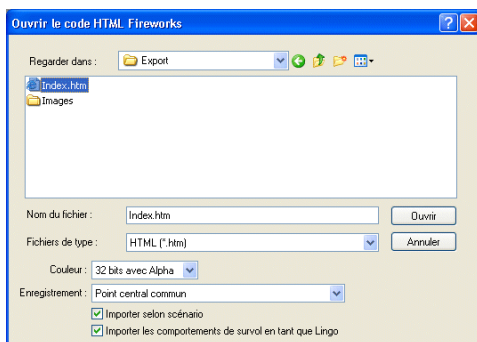 Ouvrir le code HTML Fireworks
Regarder dans : Export
Index.htm
Images
Nom du fichier : Index.htm Ouvrir
Fichiers de type : HTML (*.htm) Annuler
Couleur : 32 bits avec Alpha
Enregistrement : Point central commun
Importer selon scénario
Importer les comportements de survol en tant que Lingo